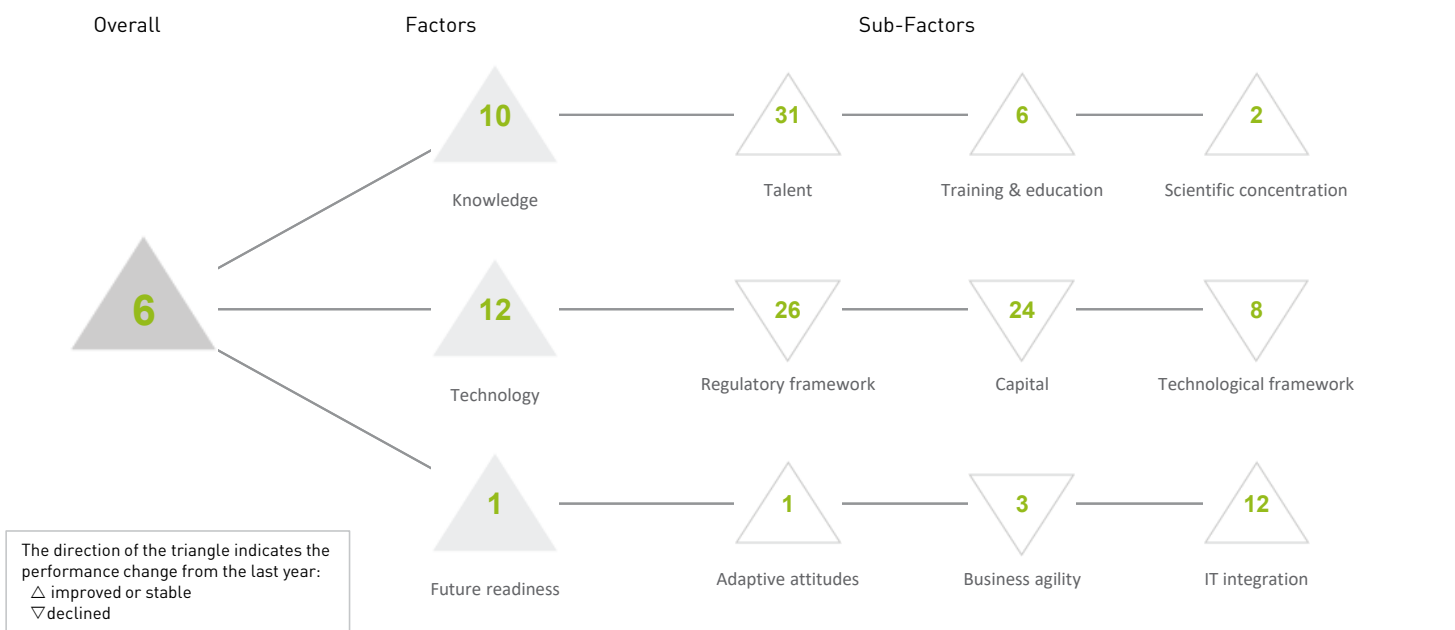 Overall
Factors
Sub-Factors
10
31
6
2
Knowledge
Talent
Training & education
Scientific concentration
6
12
26
24
8
Technology
Regulatory framework
Capital
Technological framework
1
1
3
12
Future readiness
Adaptive attitudes
Business agility
IT integration
The direction of the triangle indicates the
performance change from the last year:
△ improved or stable
▽ declined